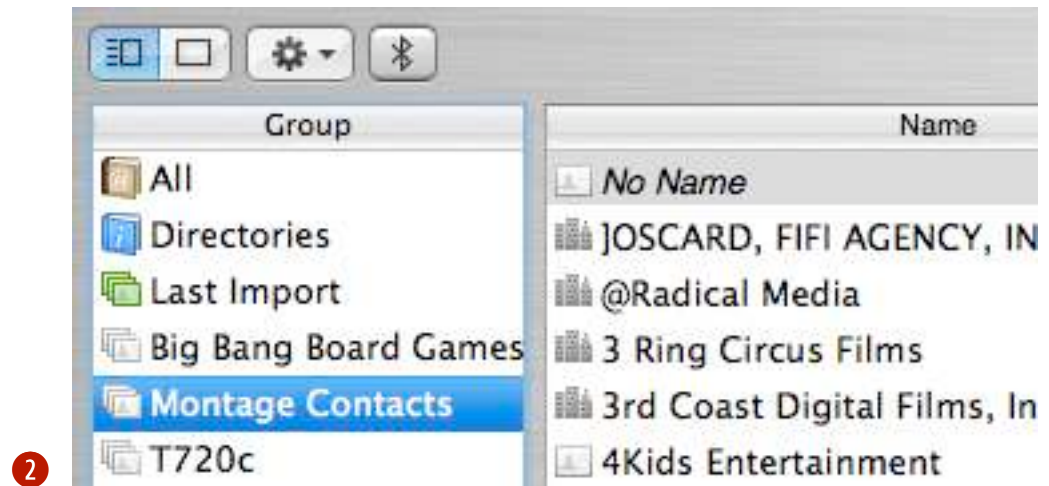 Group
All
Directories
Last Import
Big Bang Board Games
Montage Contacts
T720c
Name
No Name
]OSCARD, FIFI AGENCY, IN
@Radical Media
3 Ring Circus Films
3rd Coast Digital Films, In
4Kids Entertainment
2